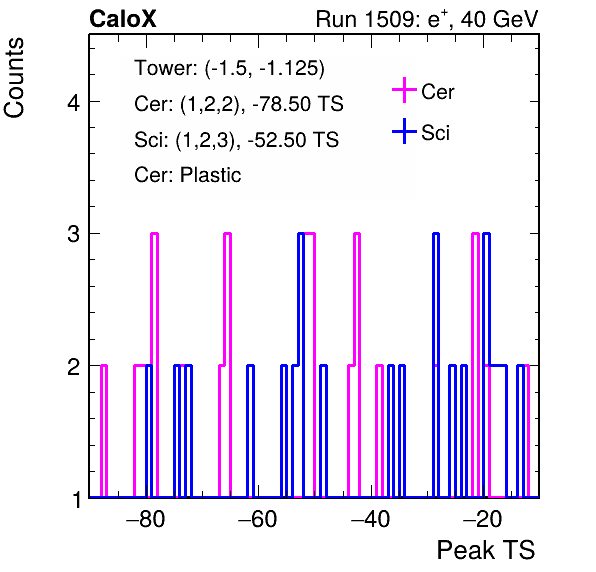 CaloX Run 1509: e⁺, 40 GeV
Tower: (-1.5, -1.125)
Cer: (1,2,2), -78.50 TS
Sci: (1,2,3), -52.50 TS
Cer: Plastic
Cer
Sci
Counts
4
3
2
1
−80 −60 −40 −20
Peak TS